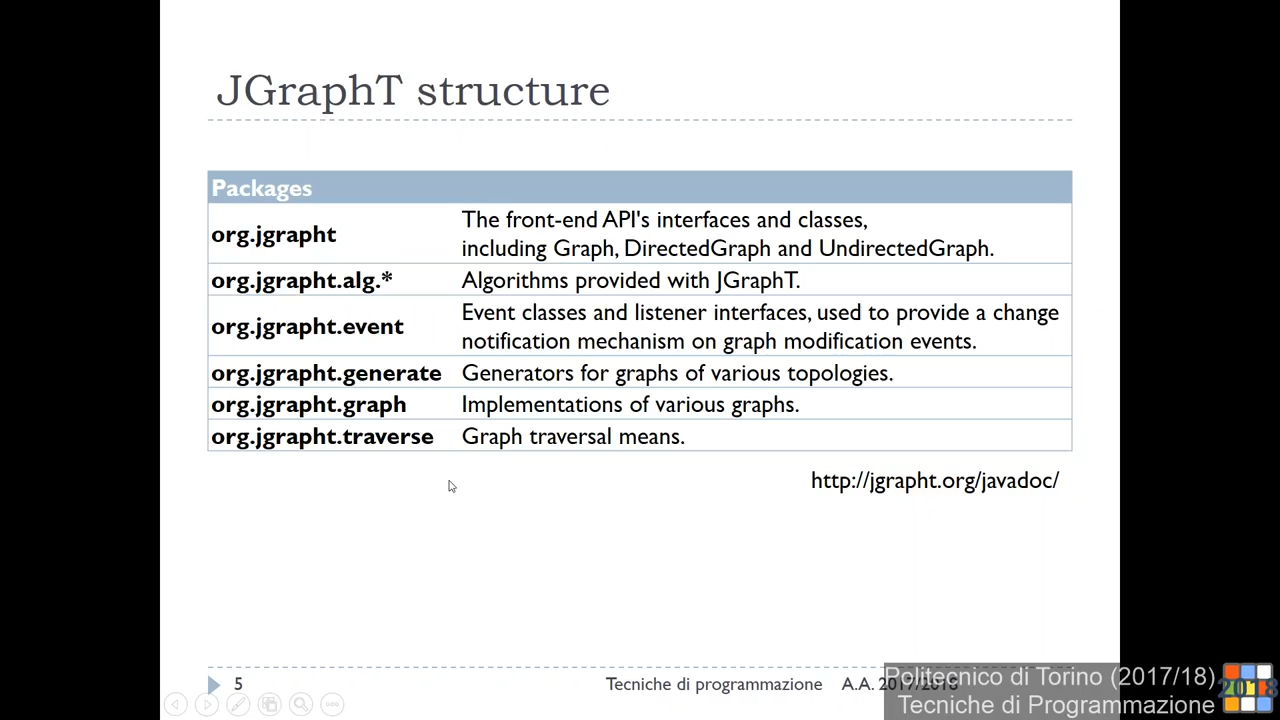 JGraphT structure
Packages
org.jgrapht
The front-end API's interfaces and classes,
including Graph, DirectedGraph and UndirectedGraph.
org.jgrapht.alg.*
Algorithms provided with JGraphT.
org.jgrapht.event
Event classes and listener interfaces, used to provide a change
notification mechanism on graph modification events.
org.jgrapht.generate
Generators for graphs of various topologies.
org.jgrapht.graph
Implementations of various graphs.
org.jgrapht.traverse
Graph traversal means.
http://jgrapht.org/javadoc/
5
Tecniche di programmazione
A.A. 2017/2018
Politecnico di Torino (2017/18)
Tecniche di Programmazione
2018